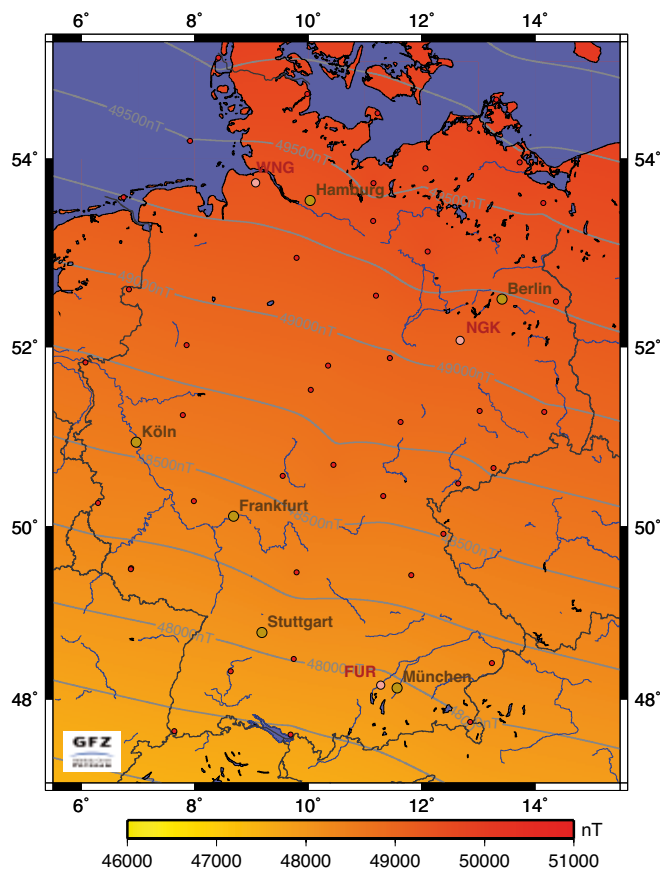 6° 8° 10° 12° 14°
49500nT
49500nT
54° 54°
WNG
Hamburg
Berlin
49000nT
NGK
52° 52°
Köln
48500nT
Frankfurt
48500nT
48500nT
50° 50°
Stuttgart
48000nT
48000nT
FUR
München
48° 48°
GFZ
6° 8° 10° 12° 14°
nT
46000 47000 48000 49000 50000 51000